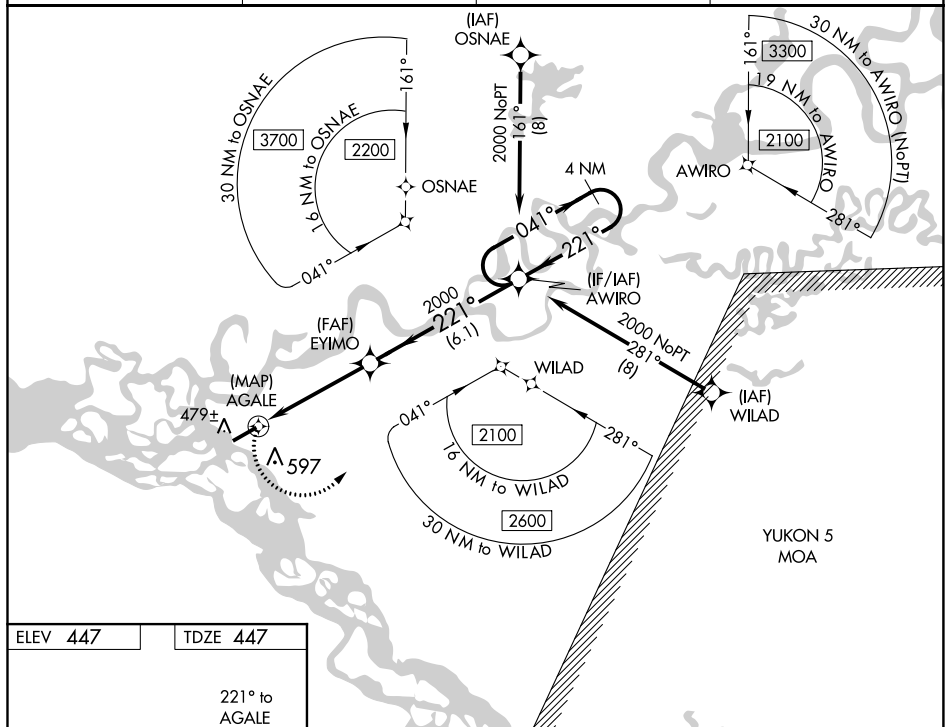 (IAF)
OSNAE
2000 NoPT
161°
(8)
30 NM to OSNAE
3700
16 NM to OSNAE
2200
161°
OSNAE
041°
161°
3300
30 NM to AWIRO (NoPT)
19 NM to AWIRO
2100
AWIRO
281°
4 NM
041°
221°
(IF/IAF)
AWIRO
2000
221°
(6.1)
(FAF)
EYIMO
2000 NoPT
281°
(8)
(IAF)
WILAD
(MAP)
AGALE
479±
597
WILAD
041°
281°
2100
16 NM to WILAD
2600
30 NM to WILAD
YUKON 5
MOA
ELEV 447
TDZE 447
221° to
AGALE